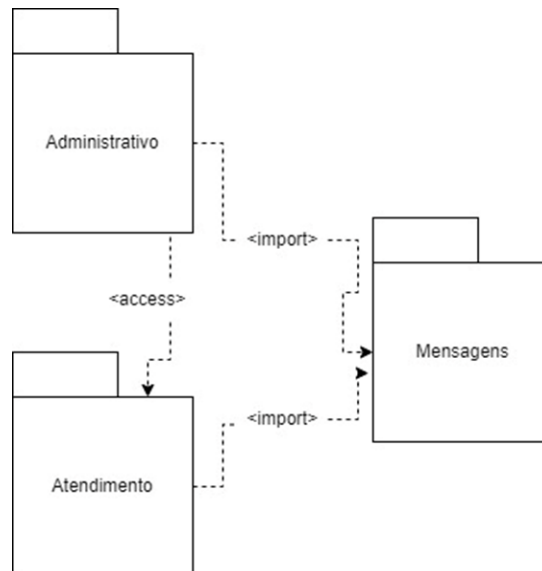 Administrativo
<import>
<access>
Mensagens
<import>
Atendimento